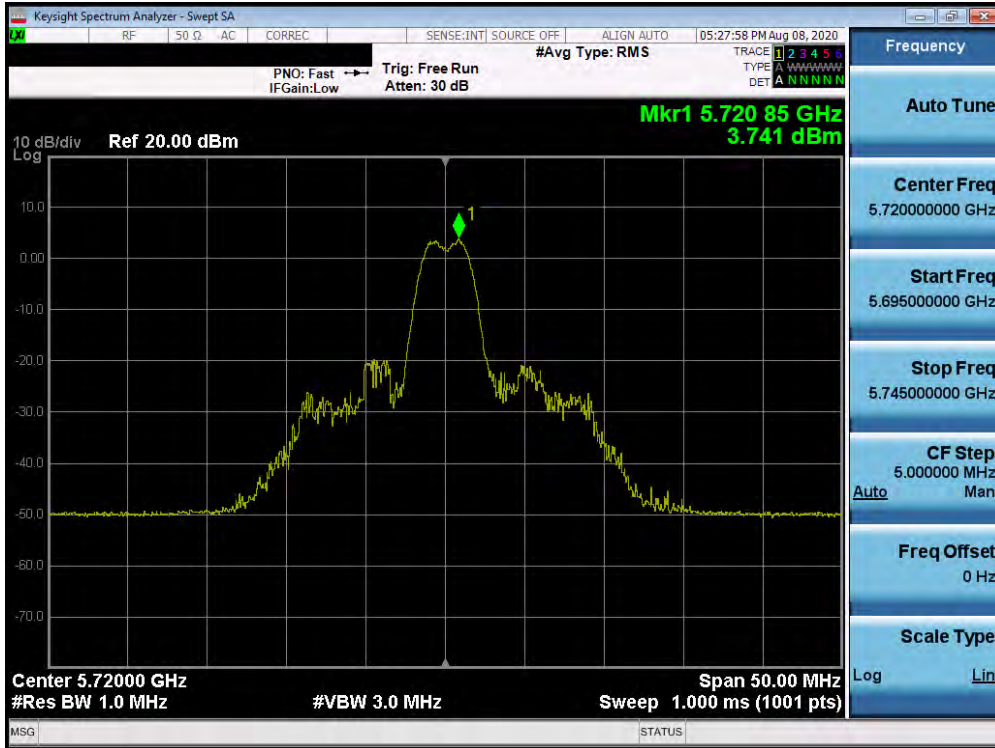 Keysight Spectrum Analyzer - Swept SA
LXI RF 50 Ω AC CORREC SENSE:INT SOURCE OFF ALIGN AUTO 05:27:58 PM Aug 08, 2020
#Avg Type: RMS
TRACE 1 2 3 4 5 6
PNO: Fast Trig: Free Run
TYPE A WWWWW
IFGain:Low Atten: 30 dB
DET A N N N N N
Mkr1 5.720 85 GHz
3.741 dBm
10 dB/div Ref 20.00 dBm
Log
10.0
1
0.00
-10.0
-20.0
-30.0
-40.0
-50.0
-60.0
-70.0
Center 5.72000 GHz Span 50.00 MHz
#Res BW 1.0 MHz #VBW 3.0 MHz Sweep 1.000 ms (1001 pts)
MSG STATUS
Frequency
Auto Tune
Center Freq
5.720000000 GHz
Start Freq
5.695000000 GHz
Stop Freq
5.745000000 GHz
CF Step
5.000000 MHz
Auto Man
Freq Offset
0 Hz
Scale Type
Log Lin